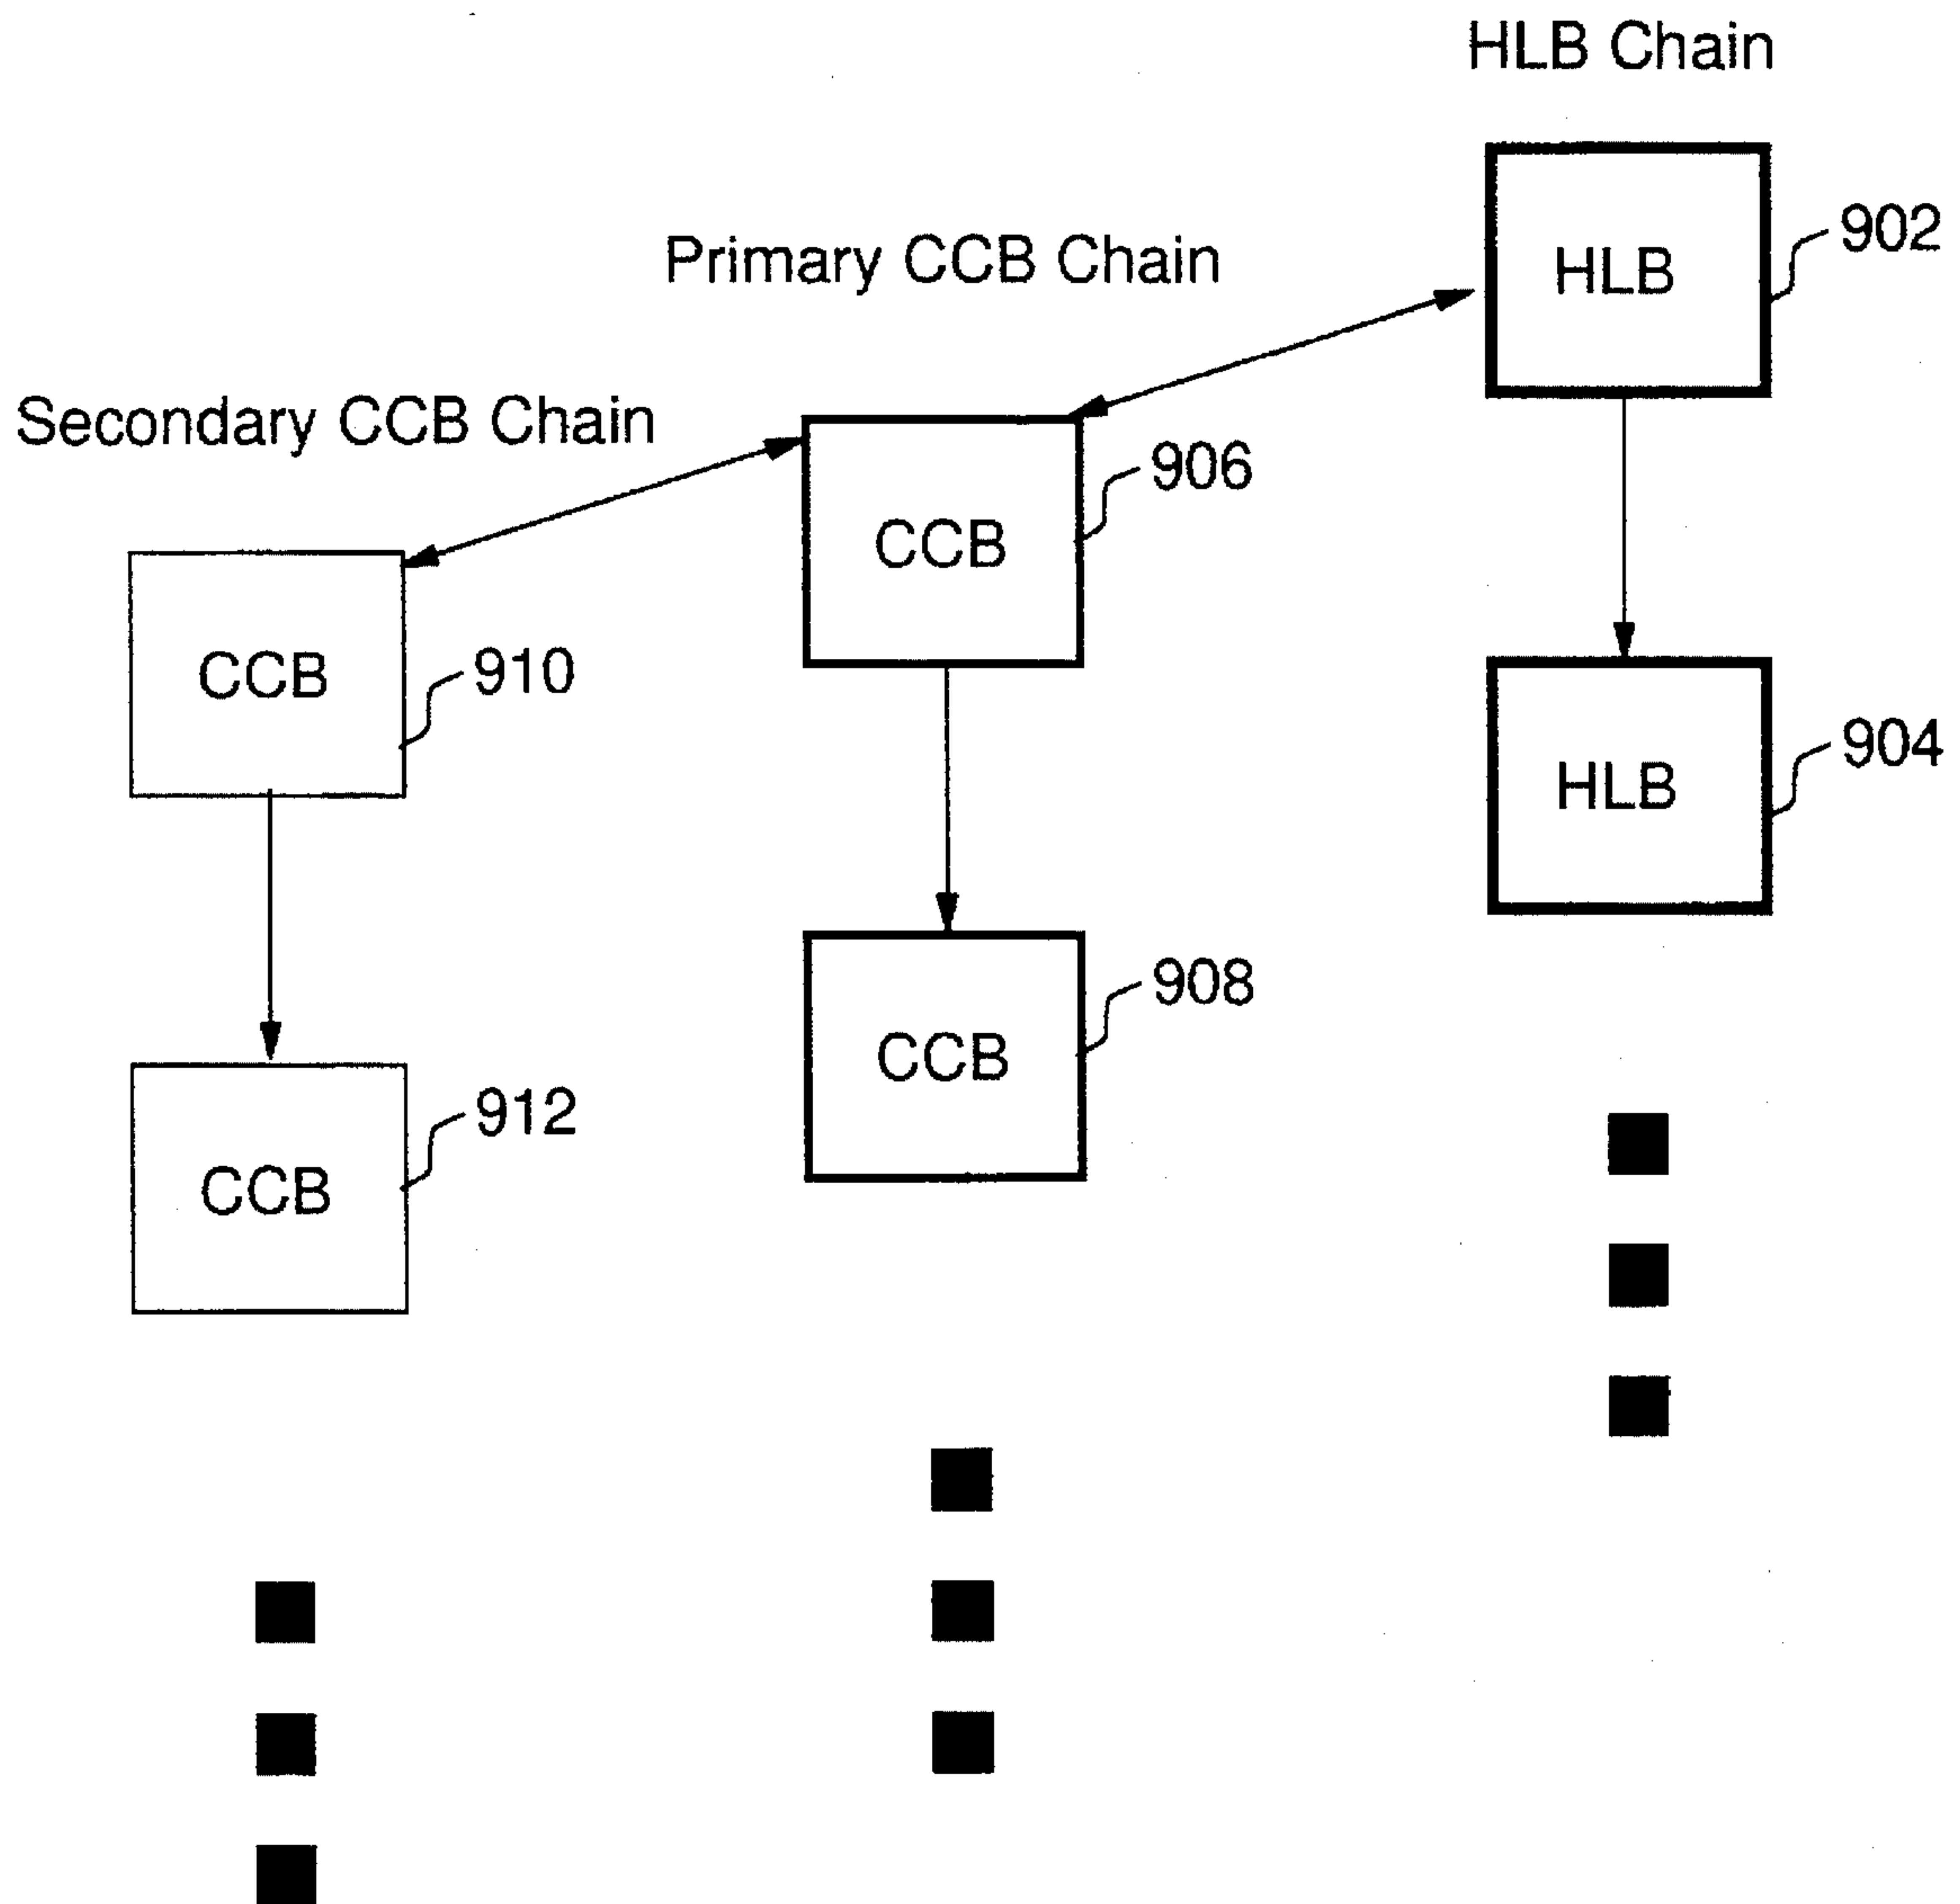 HLB Chain
HLB
902
Primary CCB Chain
Secondary CCB Chain
CCB
906
CCB
910
HLB
904
CCB
908
CCB
912